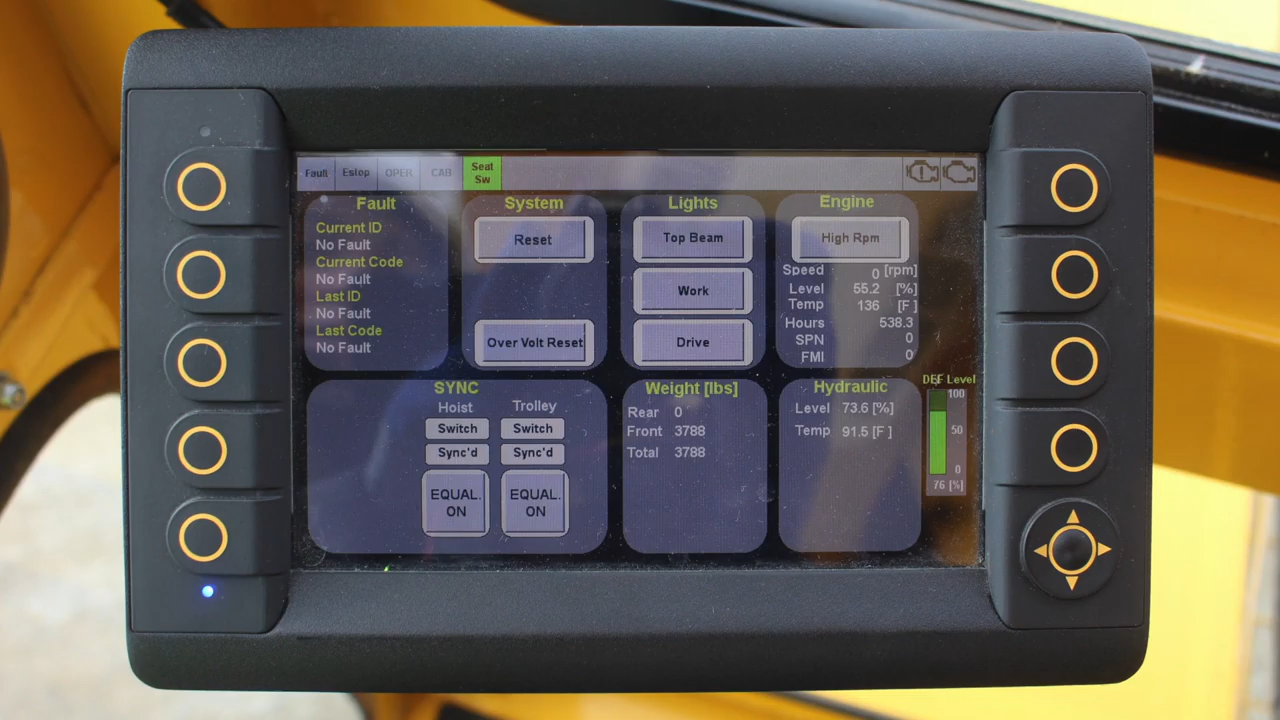 Fault Estop OPER CAB Seat Sw
Fault
Current ID
No Fault
Current Code
No Fault
Last ID
No Fault
Last Code
No Fault
System
Reset
Over Volt Reset
Lights
Top Beam
Work
Drive
Engine
High Rpm
Speed 0 [rpm]
Level 55.2 [%]
Temp 136 [F]
Hours 538.3
SPN 0
FMI 0
SYNC
Hoist Trolley
Switch Switch
Sync'd Sync'd
EQUAL. EQUAL.
ON ON
Weight [lbs]
Rear 0
Front 3788
Total 3788
Hydraulic
Level 73.6 [%]
Temp 91.5 [F ]
DEF Level
100
50
0
76 [%]